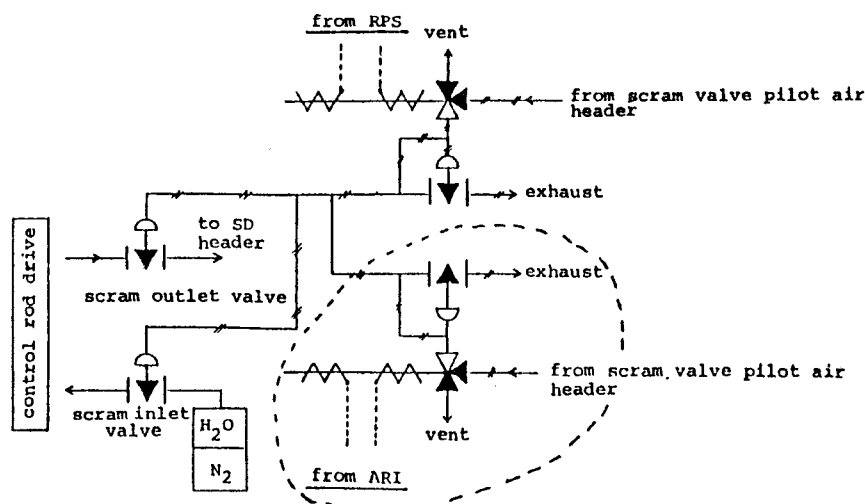 from RPS
vent
from scram valve pilot air
header
exhaust
to SD
header
exhaust
scram outlet valve
control rod drive
from scram valve pilot air
header
scram inlet
valve
H2O
N2
vent
from ARI